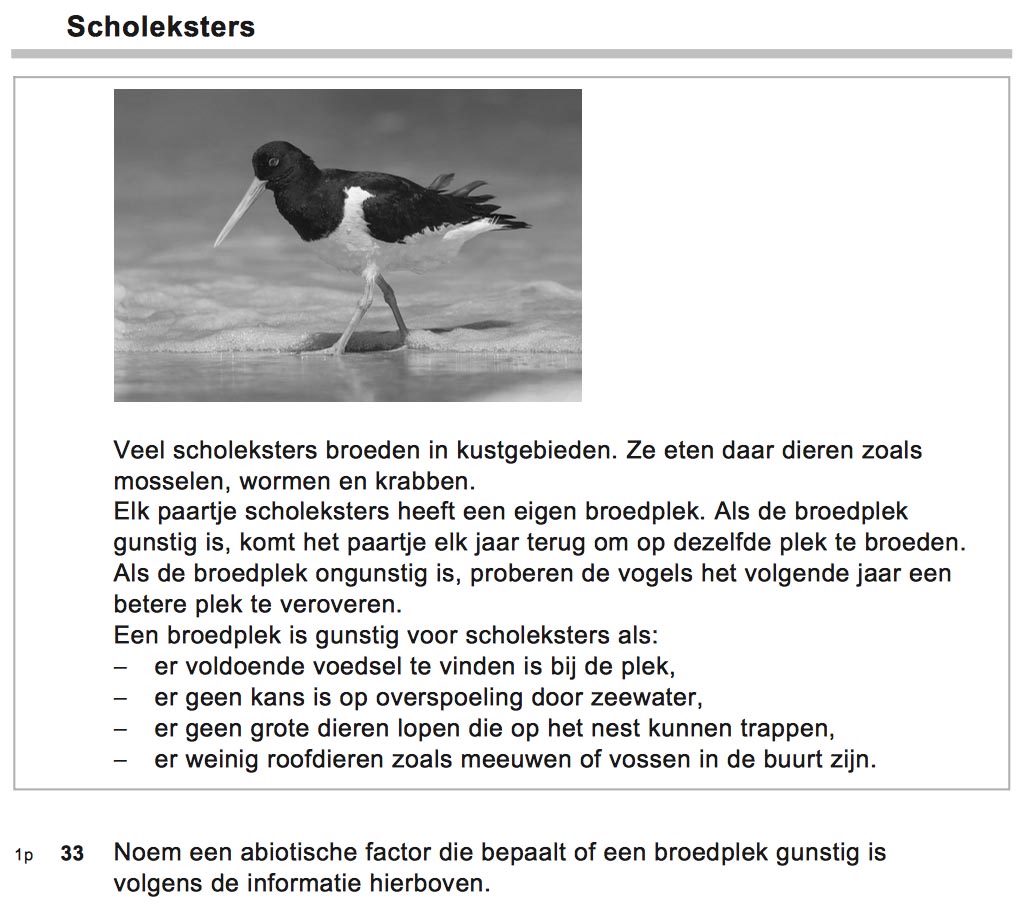 Scholeksters
Veel scholeksters broeden in kustgebieden. Ze eten daar dieren zoals
mosselen, wormen en krabben.
Elk paartje scholeksters heeft een eigen broedplek. Als de broedplek
gunstig is, komt het paartje elk jaar terug om op dezelfde plek te broeden.
Als de broedplek ongunstig is, proberen de vogels het volgende jaar een
betere plek te veroveren.
Een broedplek is gunstig voor scholeksters als:
– er voldoende voedsel te vinden is bij de plek,
– er geen kans is op overspoeling door zeewater,
– er geen grote dieren lopen die op het nest kunnen trappen,
– er weinig roofdieren zoals meeuwen of vossen in de buurt zijn.
1p 33 Noem een abiotische factor die bepaalt of een broedplek gunstig is
volgens de informatie hierboven.